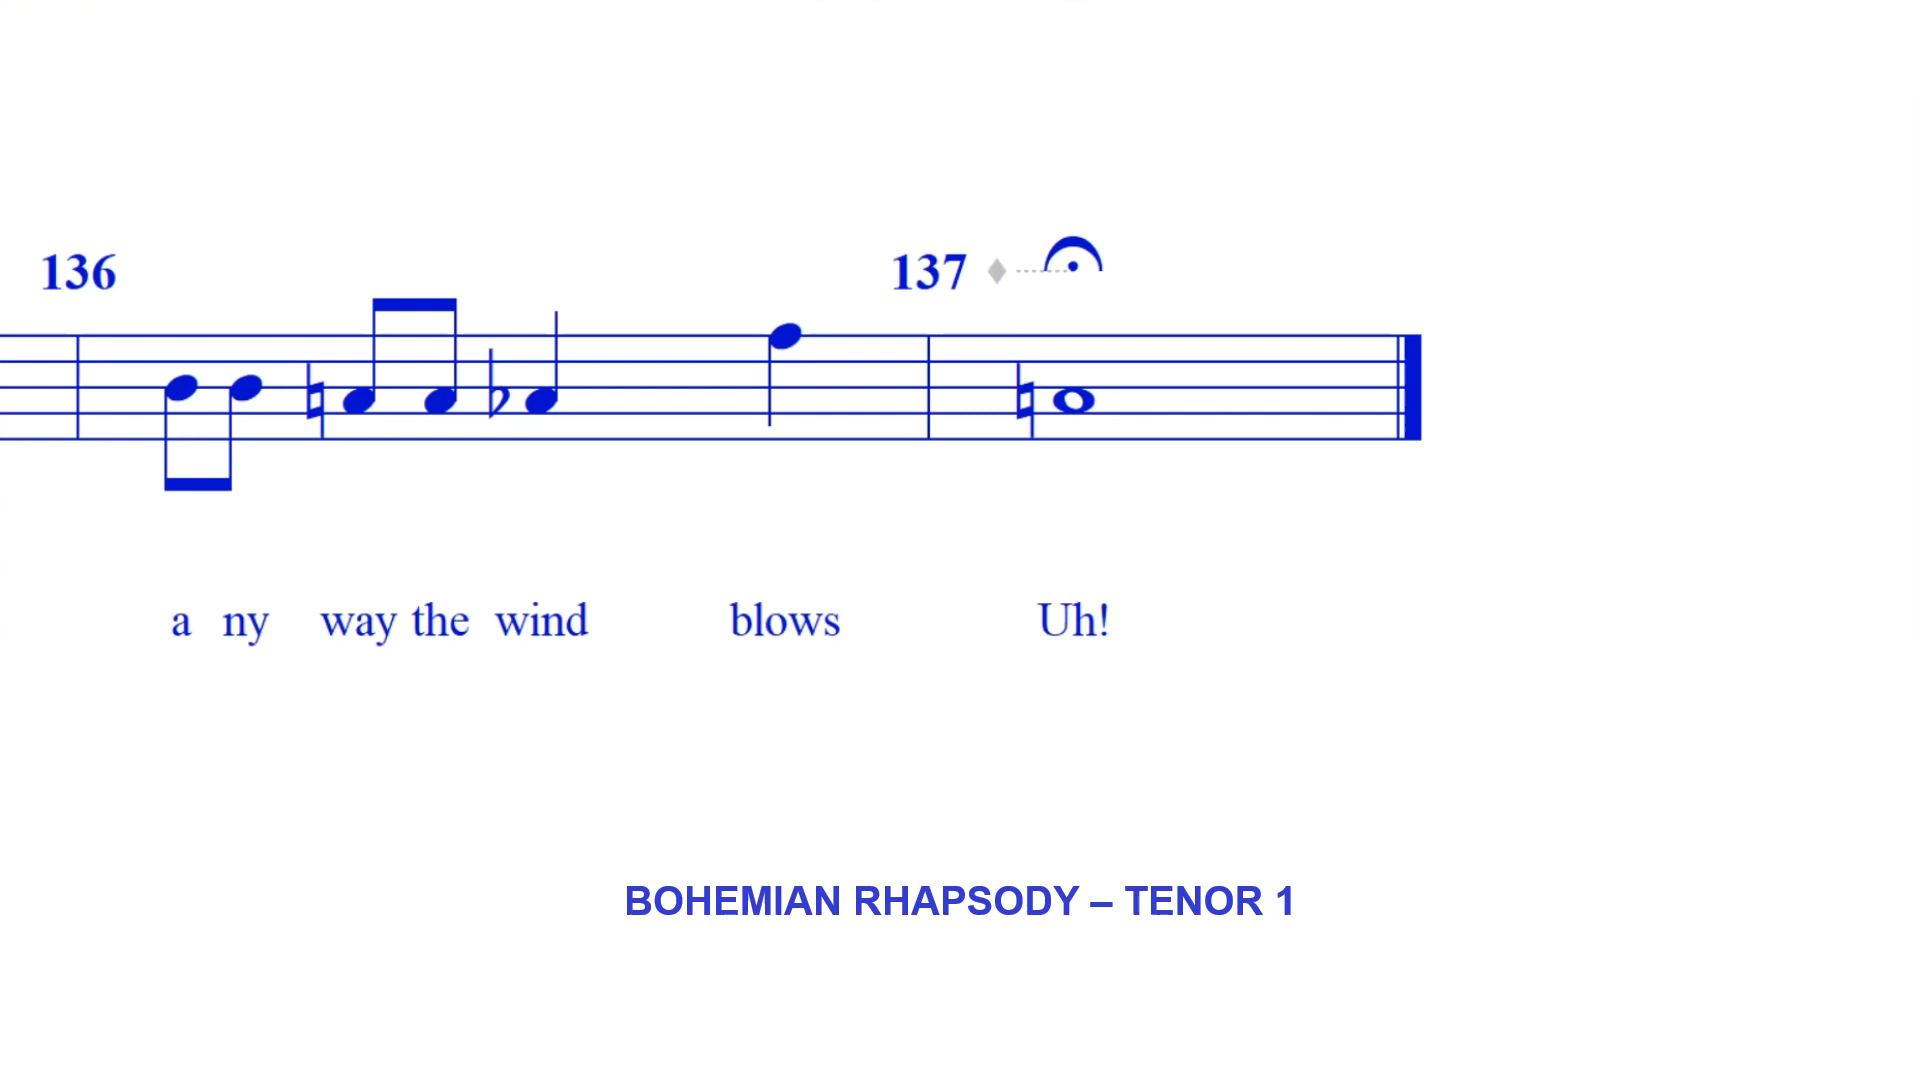 136 137
a ny way the wind blows Uh!
BOHEMIAN RHAPSODY – TENOR 1